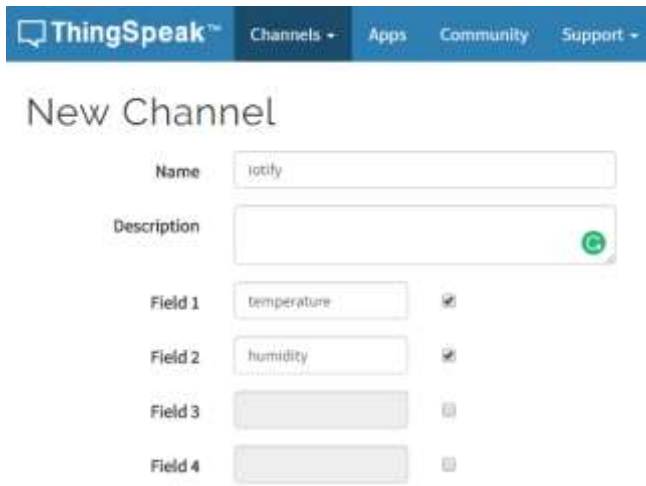 ThingSpeak™ Channels Apps Community Support
New Channel
Name iotify
Description
Field 1 temperature
Field 2 humidity
Field 3
Field 4